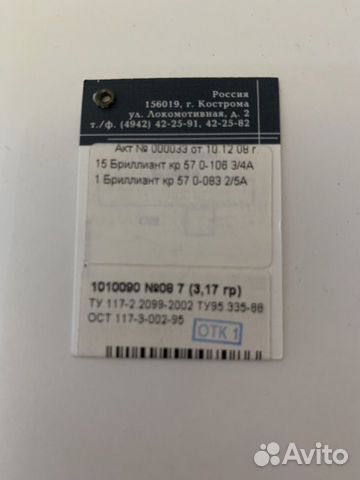 Россия
156019, г. Кострома
ул. Локомотивная, д. 2
т./ф. (4942) 42-25-91, 42-25-82
Акт № 000033 от 10.12.08 г
15 Бриллиант кр 57 0-106 3/4А
1 Бриллиант кр 57 0-083 2/5А
1010090 №08 7 (3,17 гр)
ТУ 117-2.2099-2002 ТУ95 335-88
ОСТ 117-3-002-95
ОТК 1
Avito